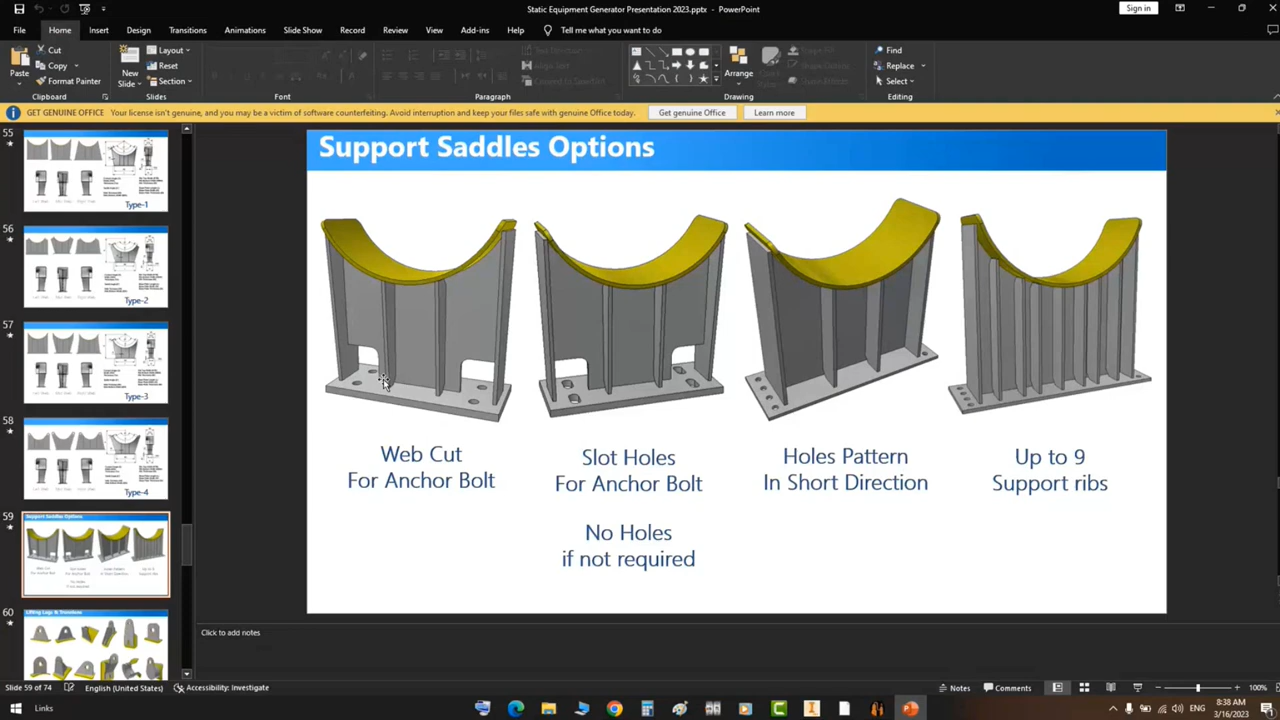 Static Equipment Generator Presentation 2023.pptx - PowerPoint
Sign in
File Home Insert Design Transitions Animations Slide Show Record Review View Add-ins Help Tell me what you want to do
Paste
Cut
Copy
Format Painter
Clipboard
New
Slide
Layout
Reset
Section
Slides
Font
Paragraph
Arrange
Drawing
Find
Replace
Select
Editing
GET GENUINE OFFICE Your license isn't genuine, and you may be a victim of software counterfeiting. Avoid interruption and keep your files safe with genuine Office today. Get genuine Office Learn more
55
Type-1
56
Type-2
57
Type-3
58
Type-4
59
Support Saddles Options
60
Lifting Lugs & Trunnions
Support Saddles Options
Web Cut
For Anchor Bolt
Slot Holes
For Anchor Bolt
No Holes
if not required
Holes Pattern
In Short Direction
Up to 9
Support ribs
Click to add notes
Slide 59 of 74 English (United States) Accessibility: Investigate Notes Comments 100%
Links
ENG
8:38 AM
3/16/2023